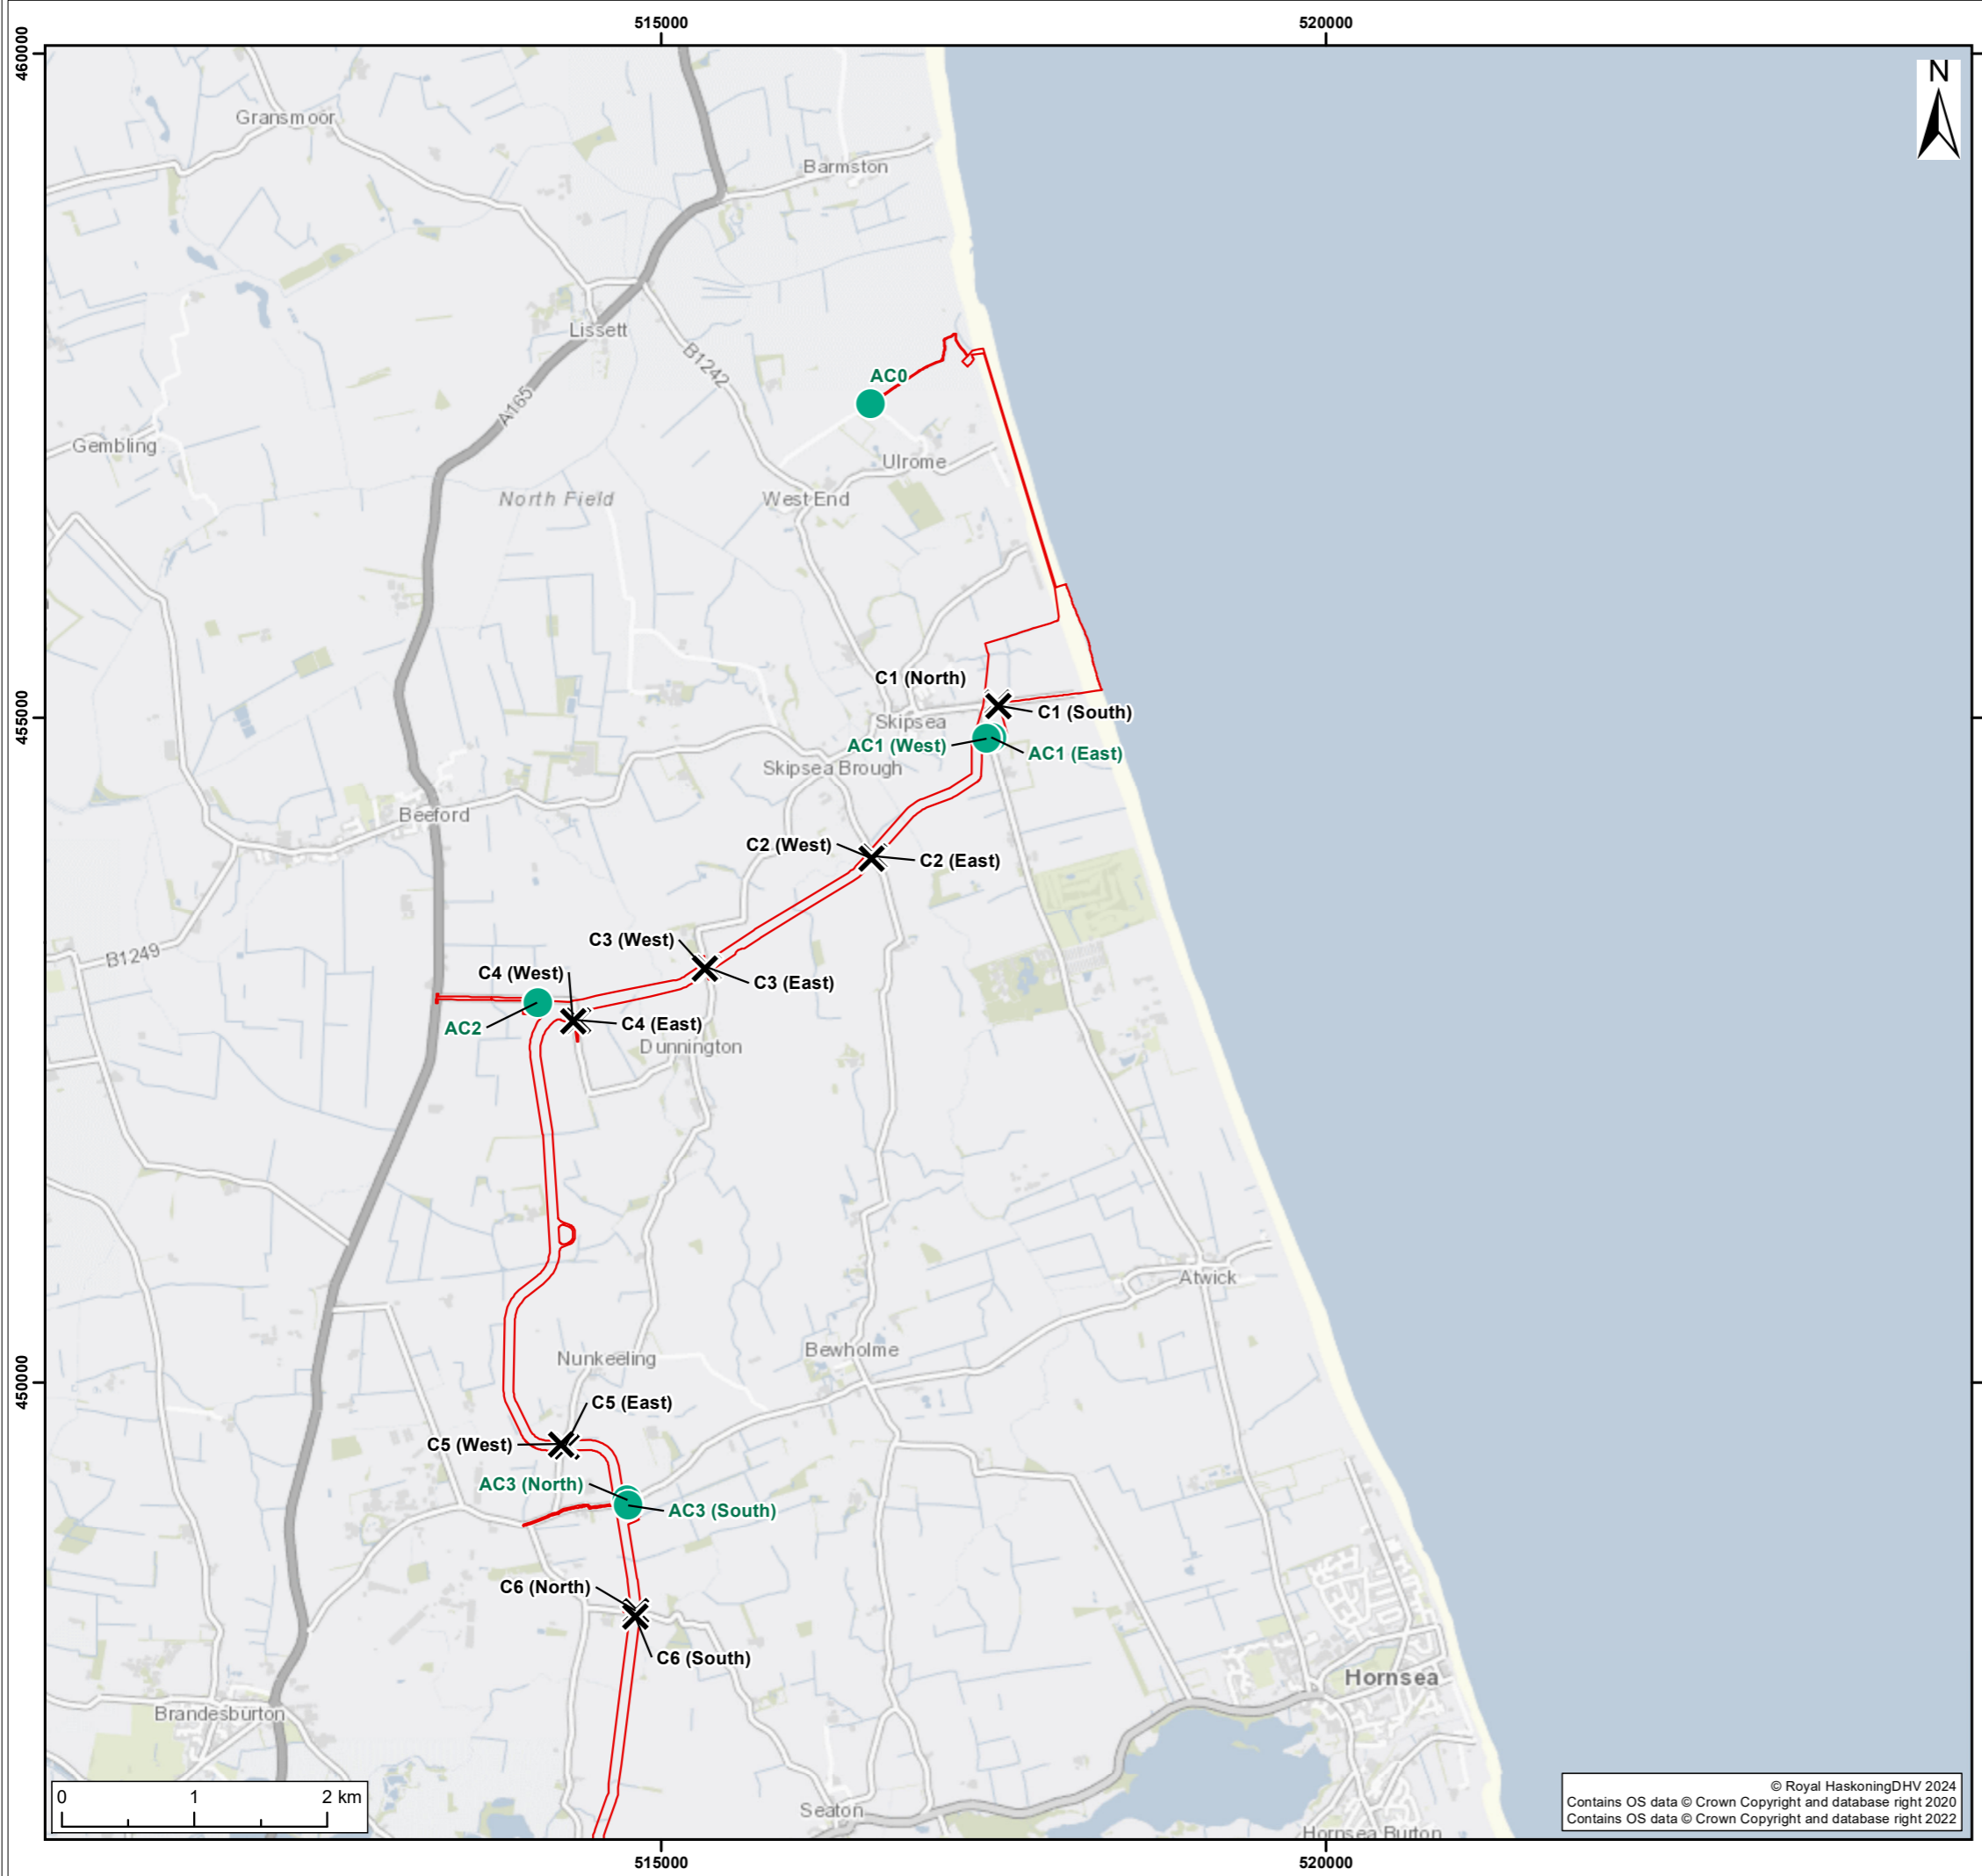 515000
520000
460000
N
Gransmoor
Barmston
Lissett
B1242
AC0
A165
Gembling
Ulrome
North Field
West End
C1 (North)
C1 (South)
455000
Skipsea
AC1 (West)
AC1 (East)
Skipsea Brough
Beeford
C2 (West)
C2 (East)
C3 (West)
B1249
C4 (West)
C3 (East)
AC2
C4 (East)
Dunnington
Atwick
Bewholme
Nunkeeling
450000
C5 (East)
C5 (West)
AC3 (North)
AC3 (South)
C6 (North)
C6 (South)
Hornsea
Brandesburton
0 1 2 km
Seaton
© Royal HaskoningDHV 2024
Contains OS data © Crown Copyright and database right 2020
Contains OS data © Crown Copyright and database right 2022
Hornsea Burton
515000
520000